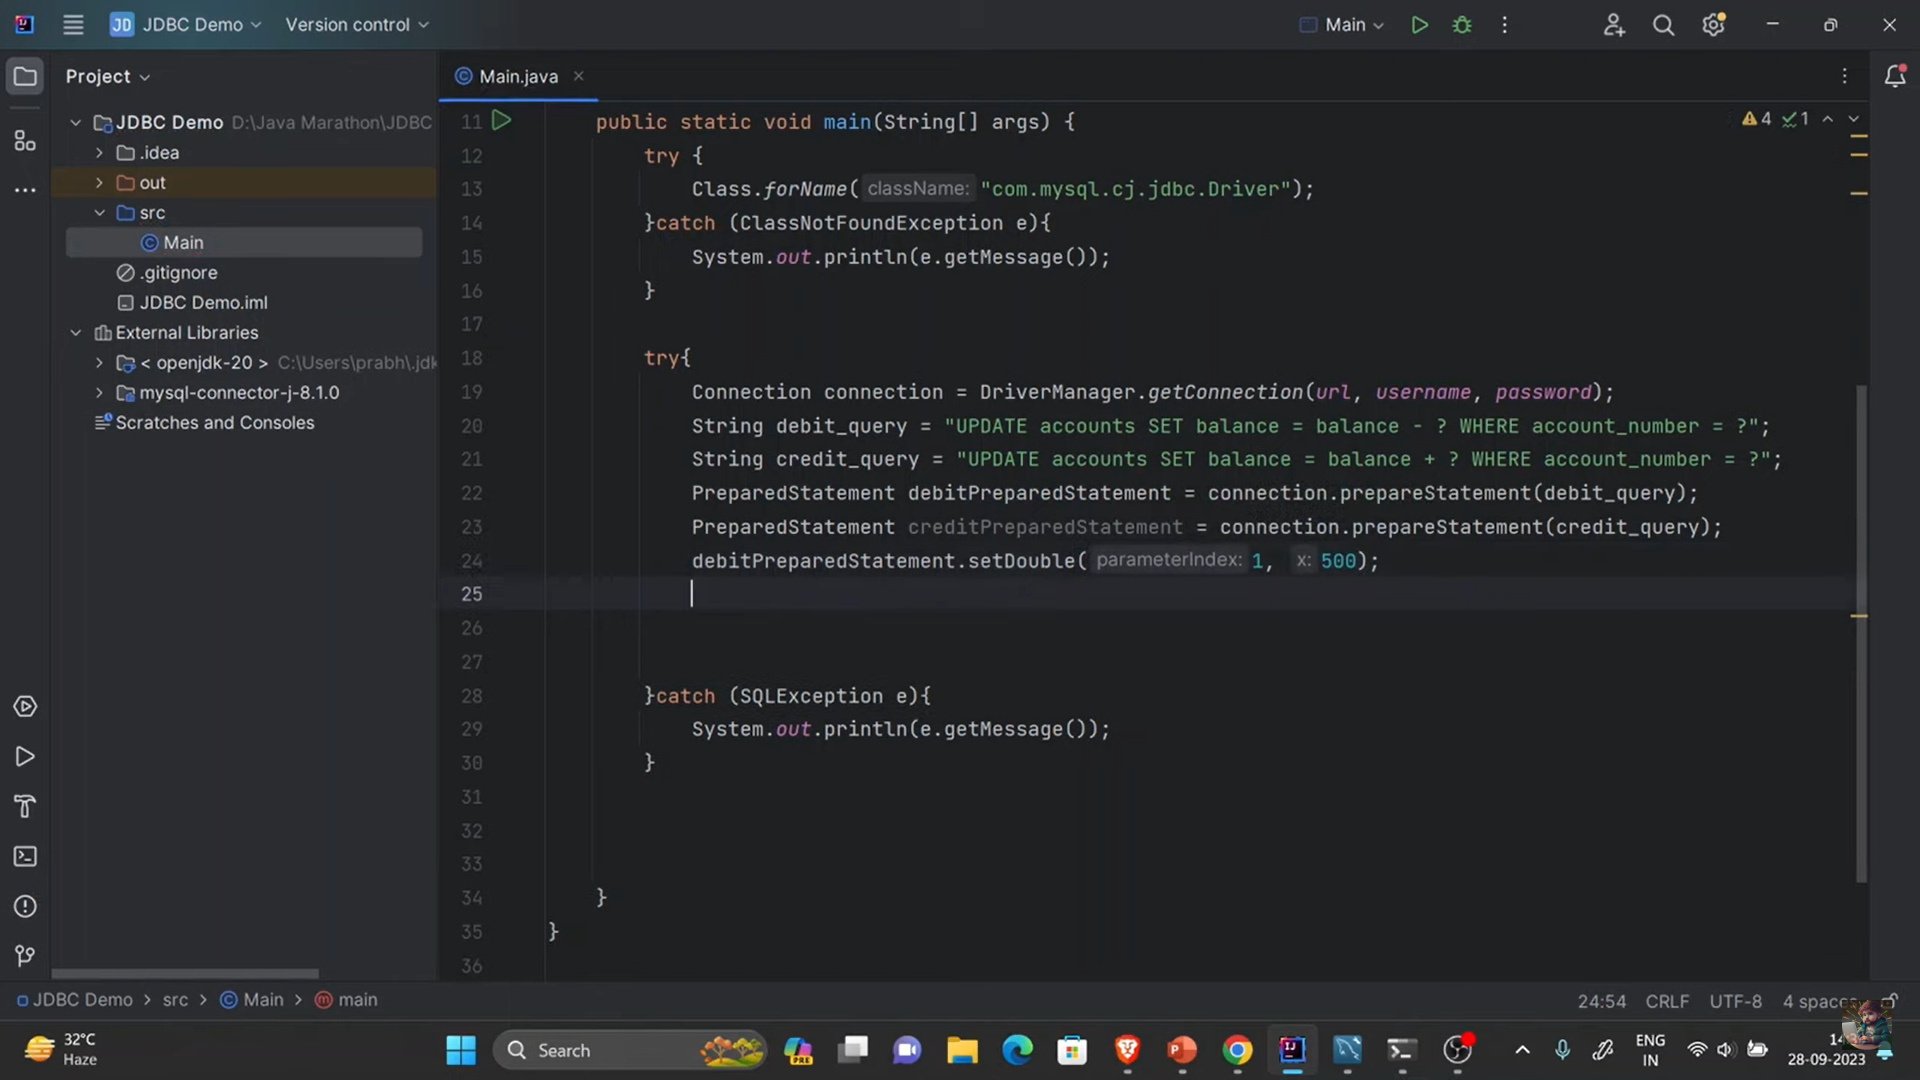 JD JDBC Demo Version control Main
Project
Main.java
JDBC Demo D:\Java Marathon\JDBC
.idea
out
src
Main
.gitignore
JDBC Demo.iml
External Libraries
< openjdk-20 > C:\Users\prabh\.jdk
mysql-connector-j-8.1.0
Scratches and Consoles
4 1
11 public static void main(String[] args) {
12 try {
13 Class.forName( className: "com.mysql.cj.jdbc.Driver");
14 }catch (ClassNotFoundException e){
15 System.out.println(e.getMessage());
16 }
17
18 try{
19 Connection connection = DriverManager.getConnection(url, username, password);
20 String debit_query = "UPDATE accounts SET balance = balance - ? WHERE account_number = ?";
21 String credit_query = "UPDATE accounts SET balance = balance + ? WHERE account_number = ?";
22 PreparedStatement debitPreparedStatement = connection.prepareStatement(debit_query);
23 PreparedStatement creditPreparedStatement = connection.prepareStatement(credit_query);
24 debitPreparedStatement.setDouble( parameterIndex: 1, x: 500);
25
26
27
28 }catch (SQLException e){
29 System.out.println(e.getMessage());
30 }
31
32
33
34 }
35 }
36
JDBC Demo > src > Main > main 24:54 CRLF UTF-8 4 spaces
32°C
Haze
Search
PRE
ENG
IN
28-09-2023